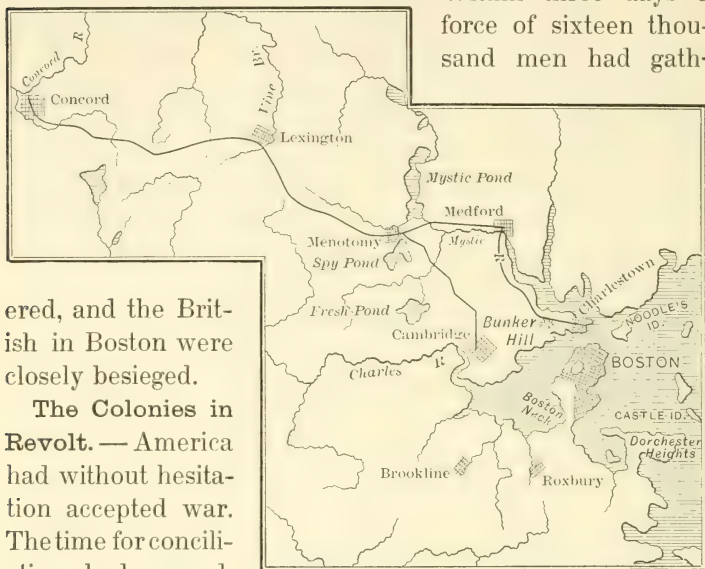 force of sixteen thou-
sand men had gath-
Concord R
Concord
Vine Br.
Lexington
Mystic Pond
Medford
Menotomy
Mystic
R
Spy Pond
Charlestown
Fresh Pond
Bunker
Hill
NOODLE'S
ID.
Cambridge
Charles R
BOSTON
Boston
Neck
CASTLE ID.
Dorchester
Heights
Brookline
Roxbury
ered, and the Brit-
ish in Boston were
closely besieged.
The Colonies in
Revolt. — America
had without hesita-
tion accepted war.
The time for concili-